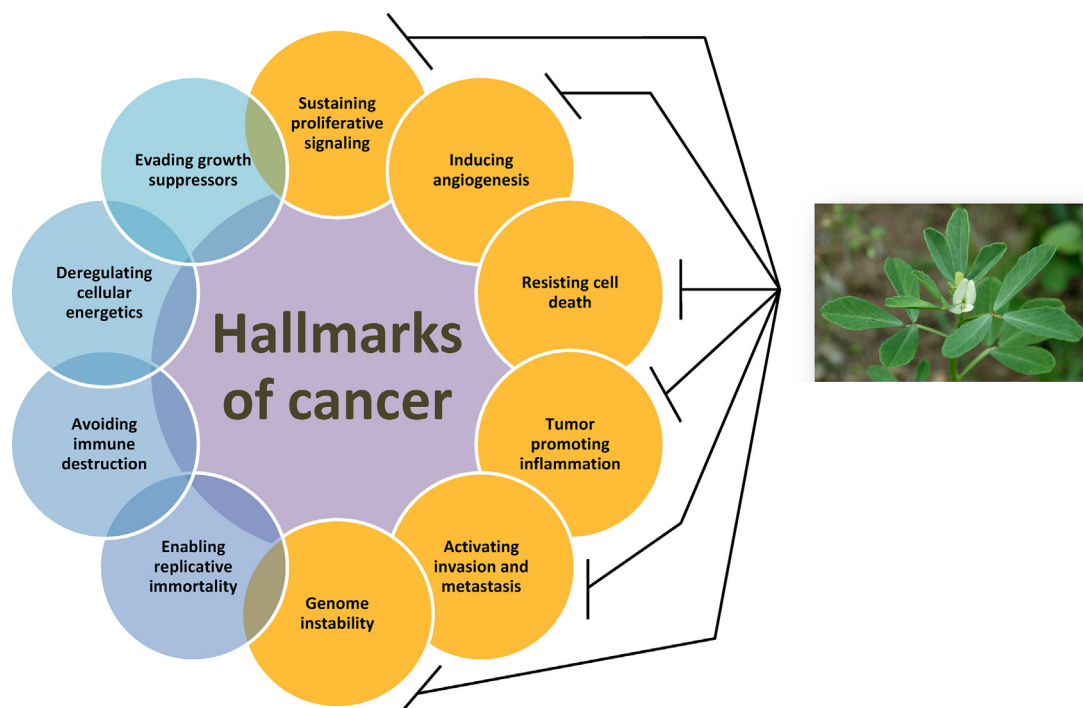 Sustaining
proliferative
signaling
Inducing
angiogenesis
Resisting cell
death
Tumor
promoting
inflammation
Activating
invasion and
metastasis
Genome
instability
Enabling
replicative
immortality
Avoiding
immune
destruction
Deregulating
cellular
energetics
Evading growth
suppressors
Hallmarks
of cancer